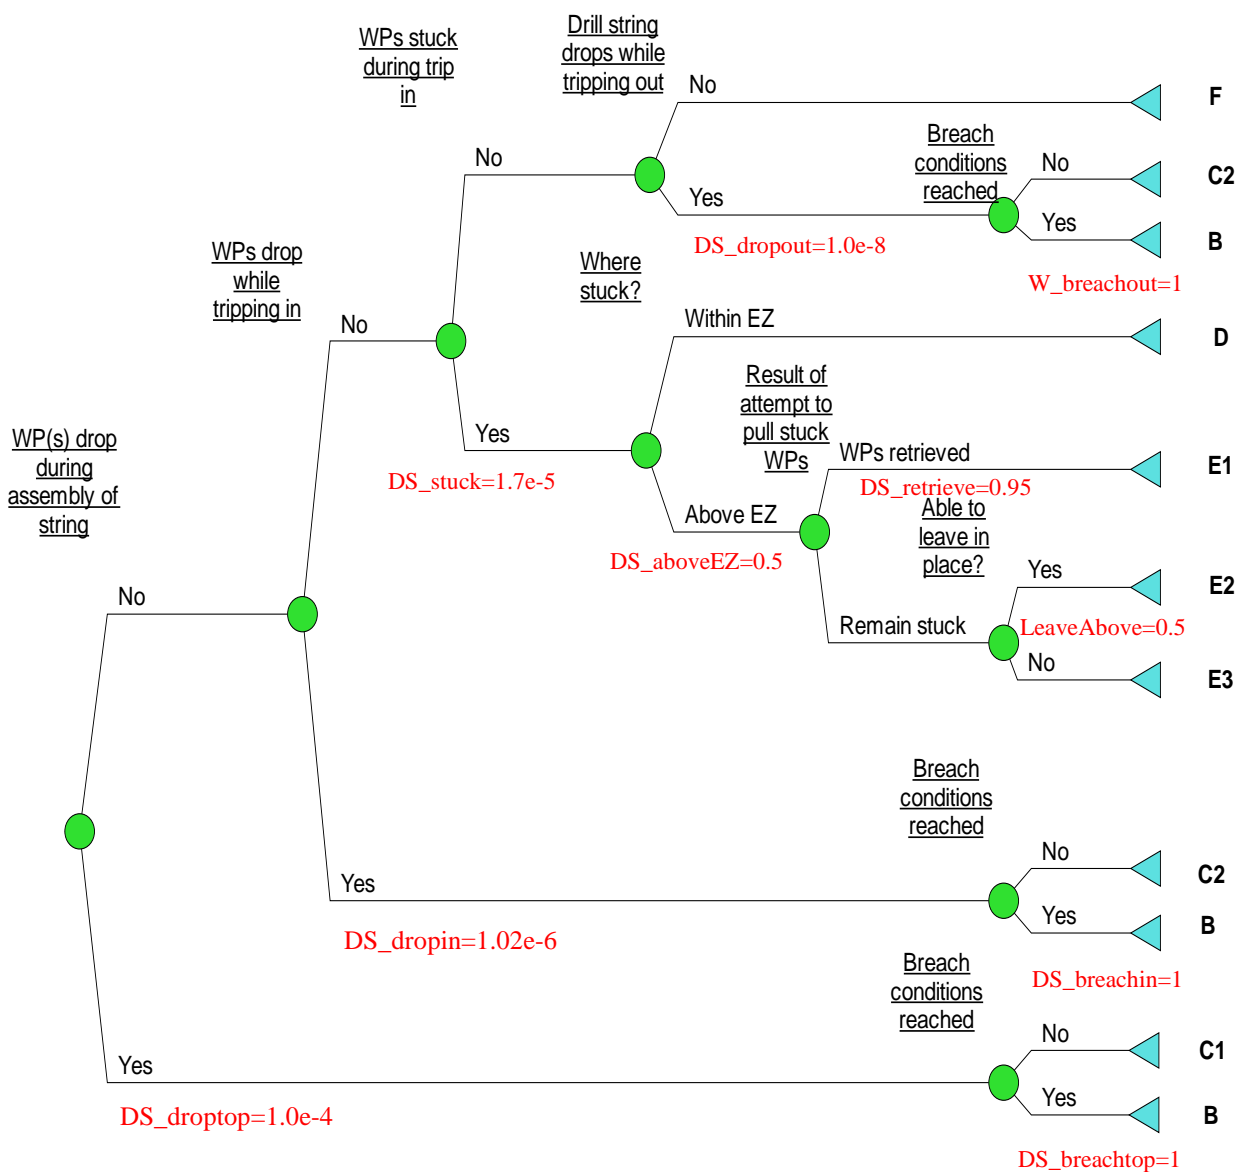 WPs stuck
during trip
in
Drill string
drops while
tripping out
No
F
Breach
conditions
reached
No
C2
No
Yes
Yes
B
DS_dropout=1.0e-8
W_breachout=1
WPs drop
while
tripping in
Where
stuck?
No
Within EZ
D
Result of
attempt to
pull stuck
WPs
WP(s) drop
during
assembly of
string
Yes
DS_stuck=1.7e-5
WPs retrieved
E1
DS_retrieve=0.95
Above EZ
DS_aboveEZ=0.5
Able to
leave in
place?
Yes
E2
LeaveAbove=0.5
Remain stuck
No
E3
No
Breach
conditions
reached
No
C2
Yes
Yes
B
DS_dropin=1.02e-6
DS_breachin=1
Breach
conditions
reached
No
C1
Yes
Yes
B
DS_droptop=1.0e-4
DS_breachtop=1